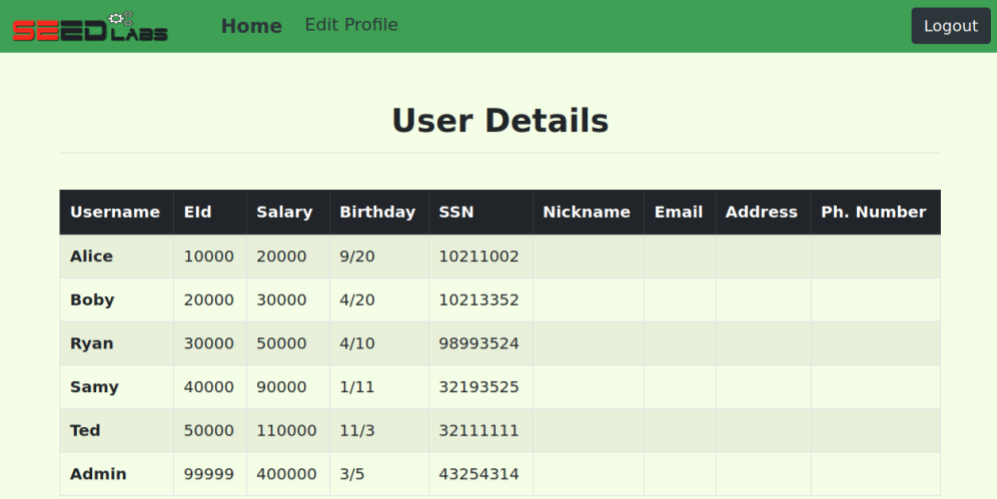 SEEDLABS Home Edit Profile Logout
User Details
Username EId Salary Birthday SSN Nickname Email Address Ph. Number
Alice 10000 20000 9/20 10211002
Boby 20000 30000 4/20 10213352
Ryan 30000 50000 4/10 98993524
Samy 40000 90000 1/11 32193525
Ted 50000 110000 11/3 32111111
Admin 99999 400000 3/5 43254314